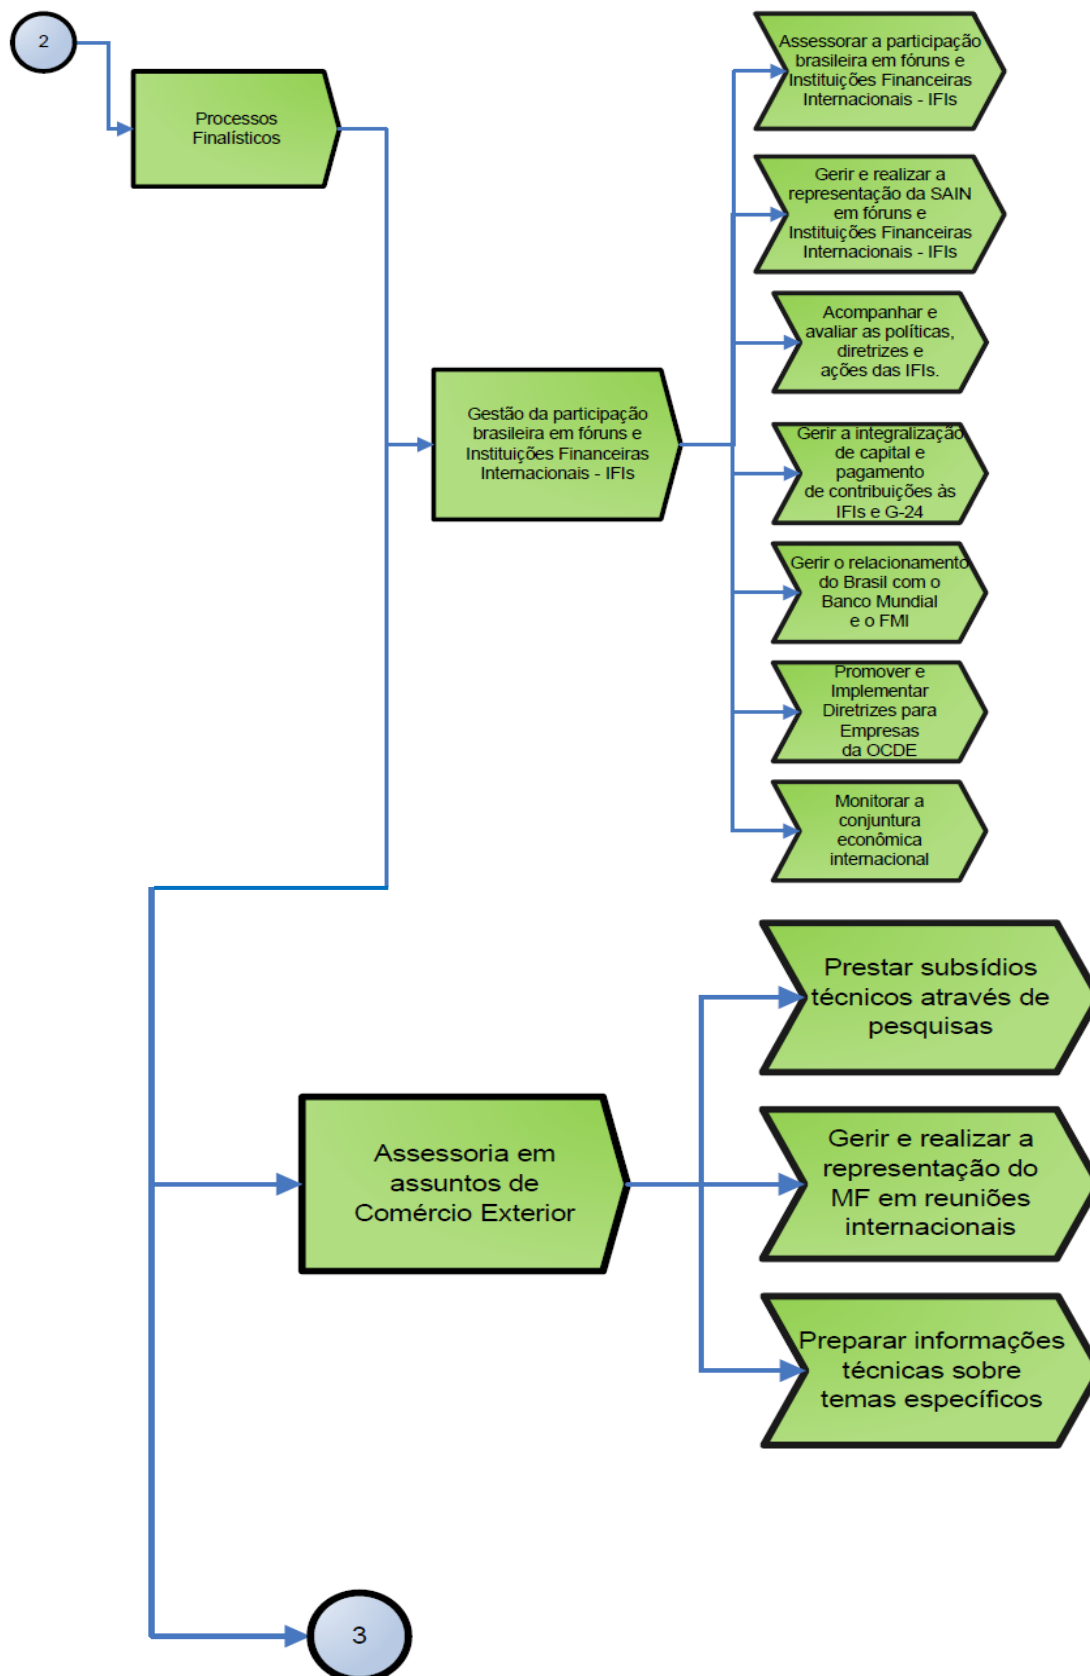 2
Processos
Finalísticos
Assessorar a participação
brasileira em fóruns e
Instituições Financeiras
Internacionais - IFIs
Gerir e realizar a
representação da SAIN
em fóruns e
Instituições Financeiras
Internacionais - IFIs
Acompanhar e
avaliar as políticas,
diretrizes e
ações das IFIs.
Gestão da participação
brasileira em fóruns e
Instituições Financeiras
Internacionais - IFIs
Gerir a integralização
de capital e
pagamento
de contribuições às
IFIs e G-24
Gerir o relacionamento
do Brasil com o
Banco Mundial
e o FMI
Promover e
Implementar
Diretrizes para
Empresas
da OCDE
Monitorar a
conjuntura
econômica
internacional
Prestar subsídios
técnicos através de
pesquisas
Assessoria em
assuntos de
Comércio Exterior
Gerir e realizar a
representação do
MF em reuniões
internacionais
Preparar informações
técnicas sobre
temas específicos
3